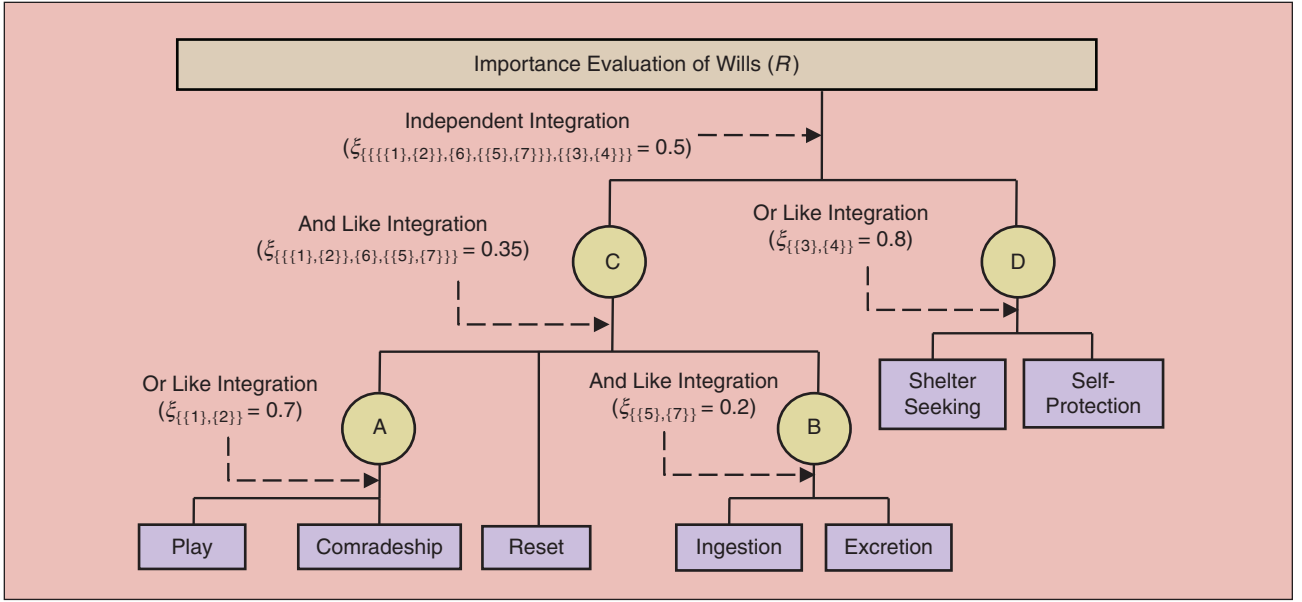 Importance Evaluation of Wills (R)
Independent Integration
(ξ{{{{1},{2}},{6},{{5},{7}}},{{3},{4}}} = 0.5)
And Like Integration
(ξ{{{1},{2}},{6},{{5},{7}}} = 0.35)
Or Like Integration
(ξ{{3},{4}} = 0.8)
C
D
Or Like Integration
(ξ{{1},{2}} = 0.7)
And Like Integration
(ξ{{5},{7}} = 0.2)
Shelter
Seeking
Self-
Protection
A
B
Play
Comradeship
Reset
Ingestion
Excretion